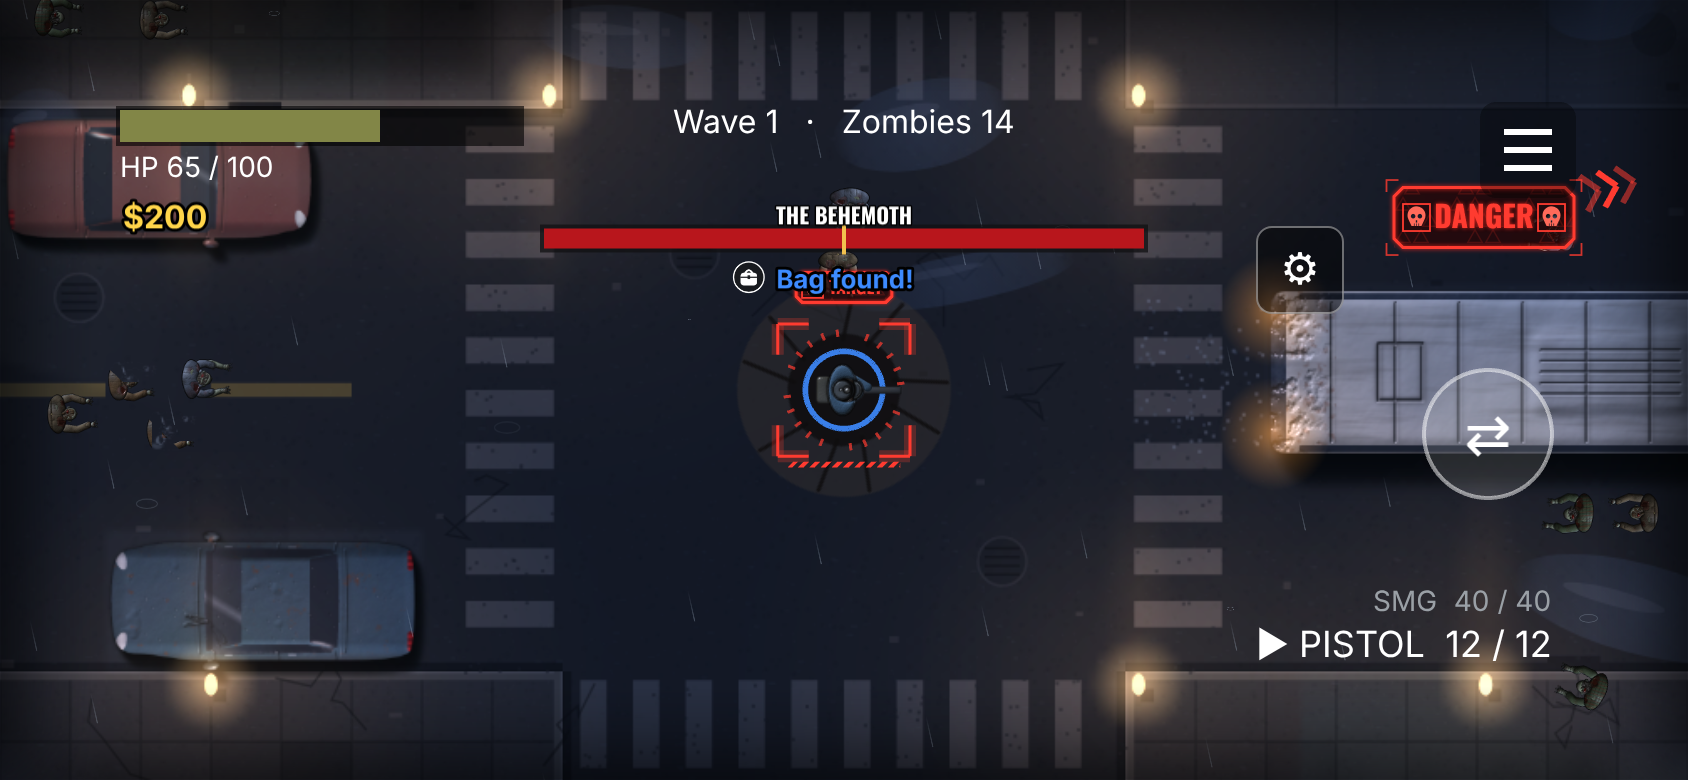 Wave 1 · Zombies 14
HP 65 / 100
$200
THE BEHEMOTH
DANGER
Bag found!
SMG 40 / 40
▶ PISTOL 12 / 12